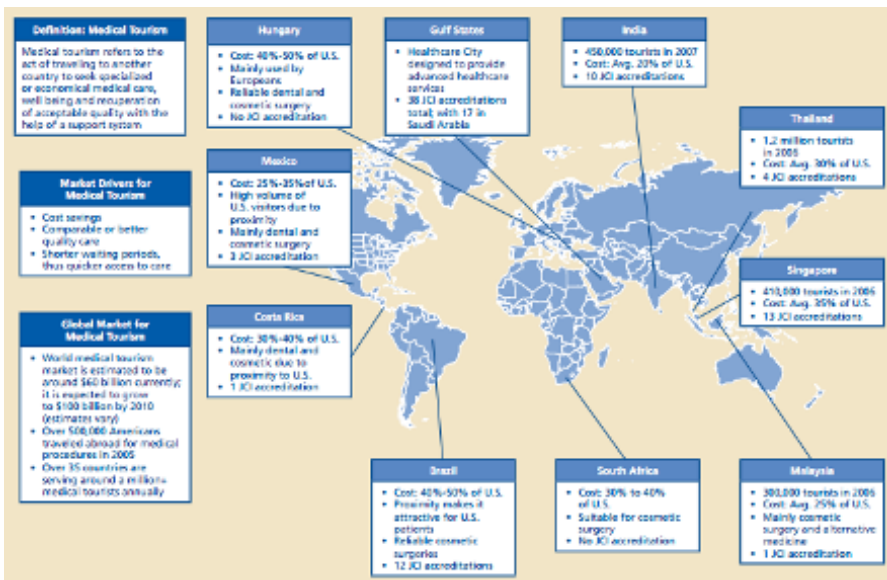 Definition: Medical Tourism
Medical tourism refers to the
act of traveling to another
country to seek specialized
or economical medical care,
well being and recuperation
of acceptable quality with the
help of a support system
Market Drivers for
Medical Tourism
• Cost savings
• Comparable or better
quality care
• Shorter waiting periods,
thus quicker access to care
Global Market for
Medical Tourism
• World medical tourism
market is estimated to be
around $60 billion currently;
it is expected to grow
to $100 billion by 2010
(estimates vary)
• Over 500,000 Americans
traveled abroad for medical
procedures in 2005
• Over 35 countries are
serving around a million+
medical tourists annually
Hungary
• Cost: 40%-50% of U.S.
• Mainly used by
Europeans
• Reliable dental and
cosmetic surgery
• No JCI accreditation
Gulf States
• Healthcare City
designed to provide
advanced healthcare
services
• 38 JCI accreditations
total; with 17 in
Saudi Arabia
India
• 450,000 tourists in 2007
• Cost: Avg. 20% of U.S.
• 10 JCI accreditations
Thailand
• 1.2 million tourists
in 2006
• Cost: Avg. 30% of U.S.
• 4 JCI accreditations
Mexico
• Cost: 25%-35%of U.S.
• High volume of
U.S. visitors due to
proximity
• Mainly dental and
cosmetic surgery
• 3 JCI accreditation
Singapore
• 410,000 tourists in 2006
• Cost: Avg. 35% of U.S.
• 13 JCI accreditations
Costa Rica
• Cost: 30%-40% of U.S.
• Mainly dental and
cosmetic due to
proximity to U.S.
• 1 JCI accreditation
Brazil
• Cost: 40%-50% of U.S.
• Proximity makes it
attractive for U.S.
patients
• Reliable cosmetic
surgeries
• 12 JCI accreditations
South Africa
• Cost: 30% to 40%
of U.S.
• Suitable for cosmetic
surgery
• No JCI accreditation
Malaysia
• 300,000 tourists in 2006
• Cost: Avg. 25% of U.S.
• Mainly cosmetic
surgery and alternative
medicine
• 1 JCI accreditation